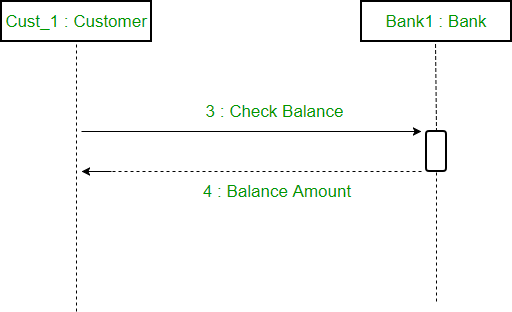 Cust_1 : Customer
Bank1 : Bank
3 : Check Balance
4 : Balance Amount